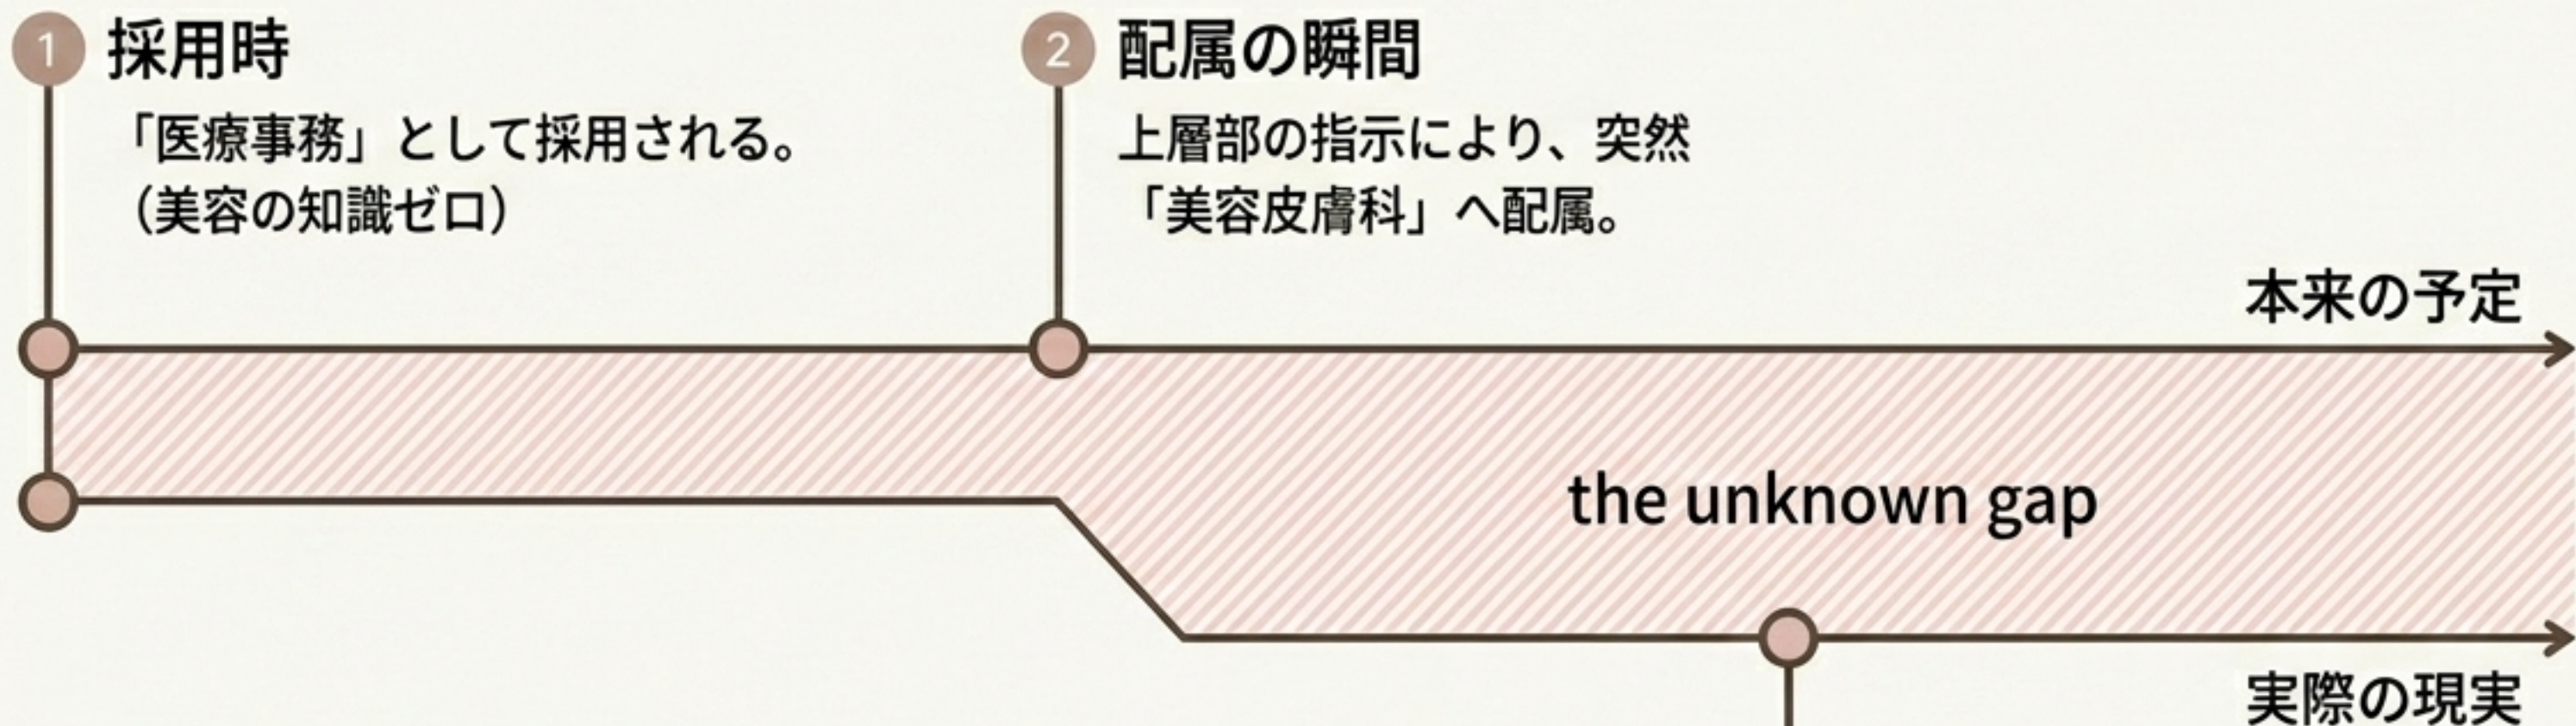 1 採用時
「医療事務」として採用される。
（美容の知識ゼロ）
2 配属の瞬間
上層部の指示により、突然
「美容皮膚科」へ配属。
本来の予定
the unknown gap
実際の現実